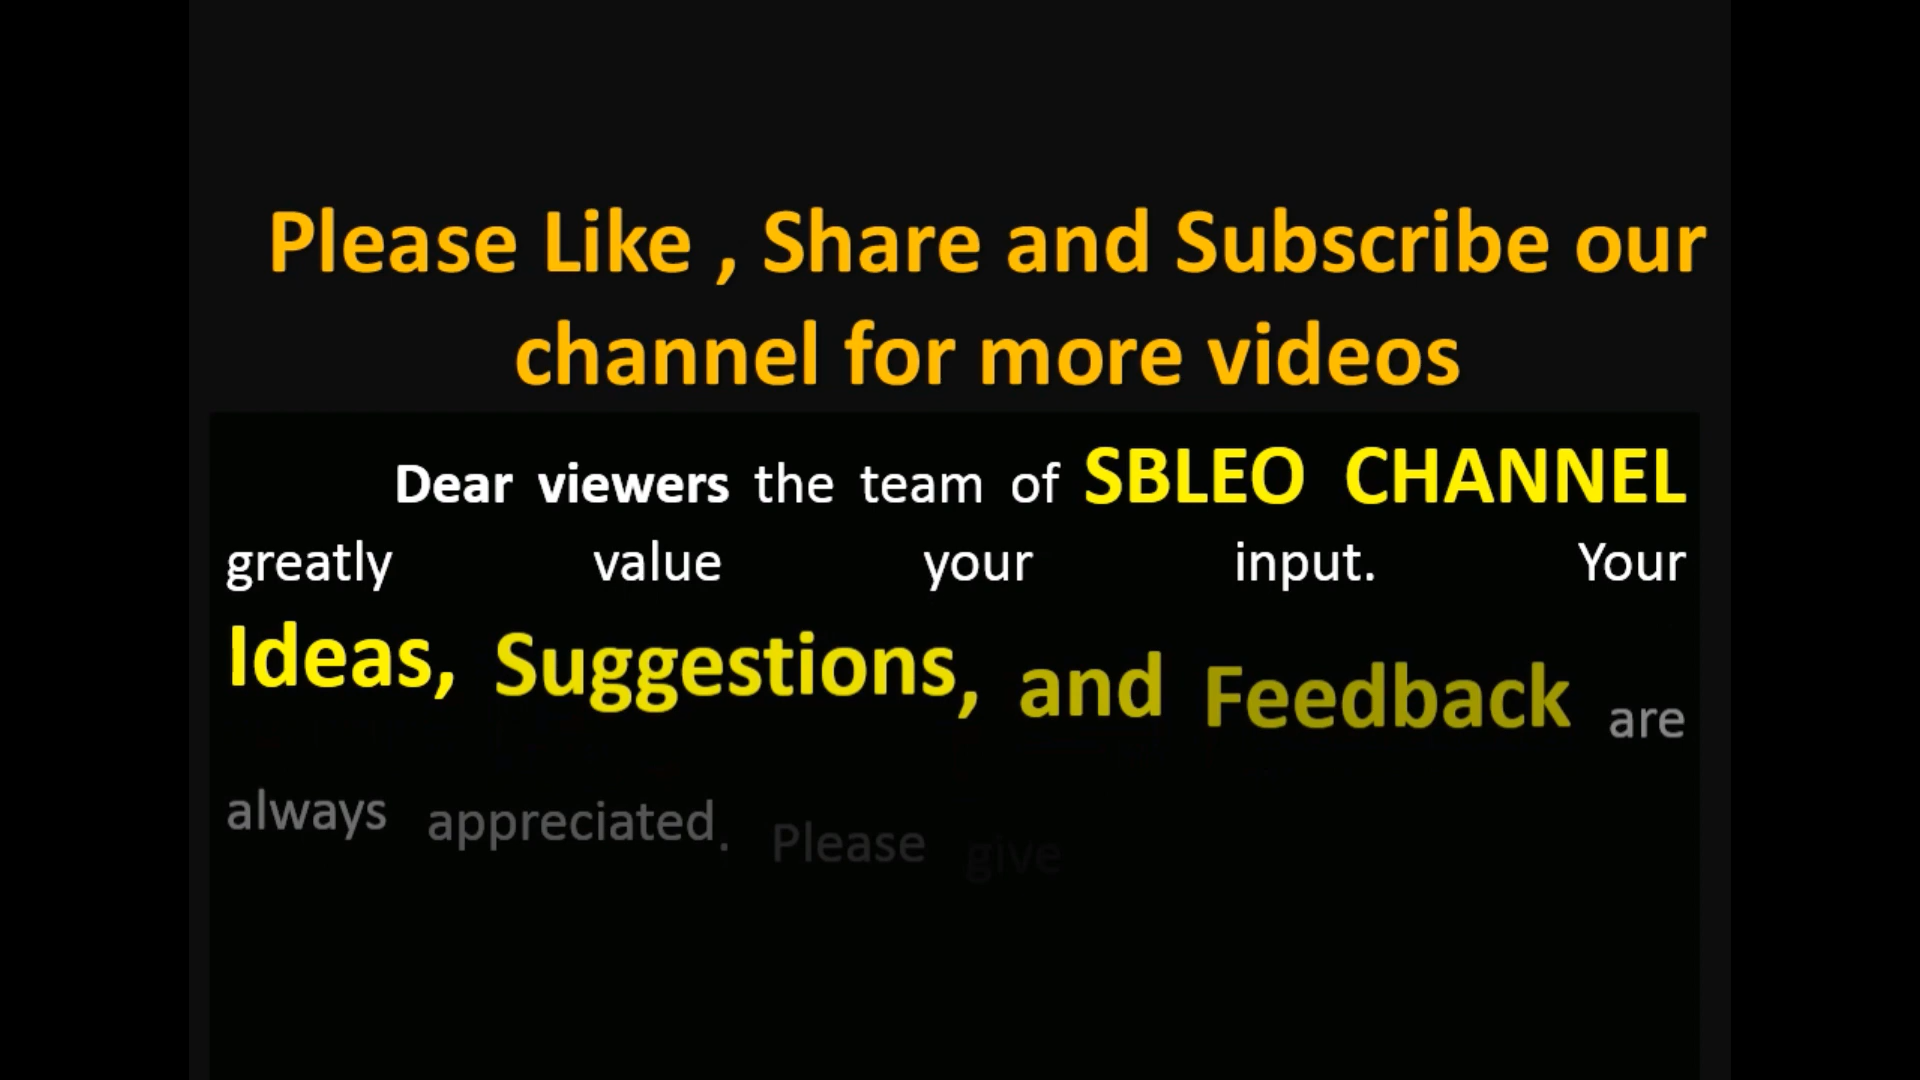 Please Like , Share and Subscribe our
channel for more videos
Dear viewers the team of SBLEO CHANNEL
greatly value your input. Your
Ideas, Suggestions, and Feedback are
always appreciated. Please give